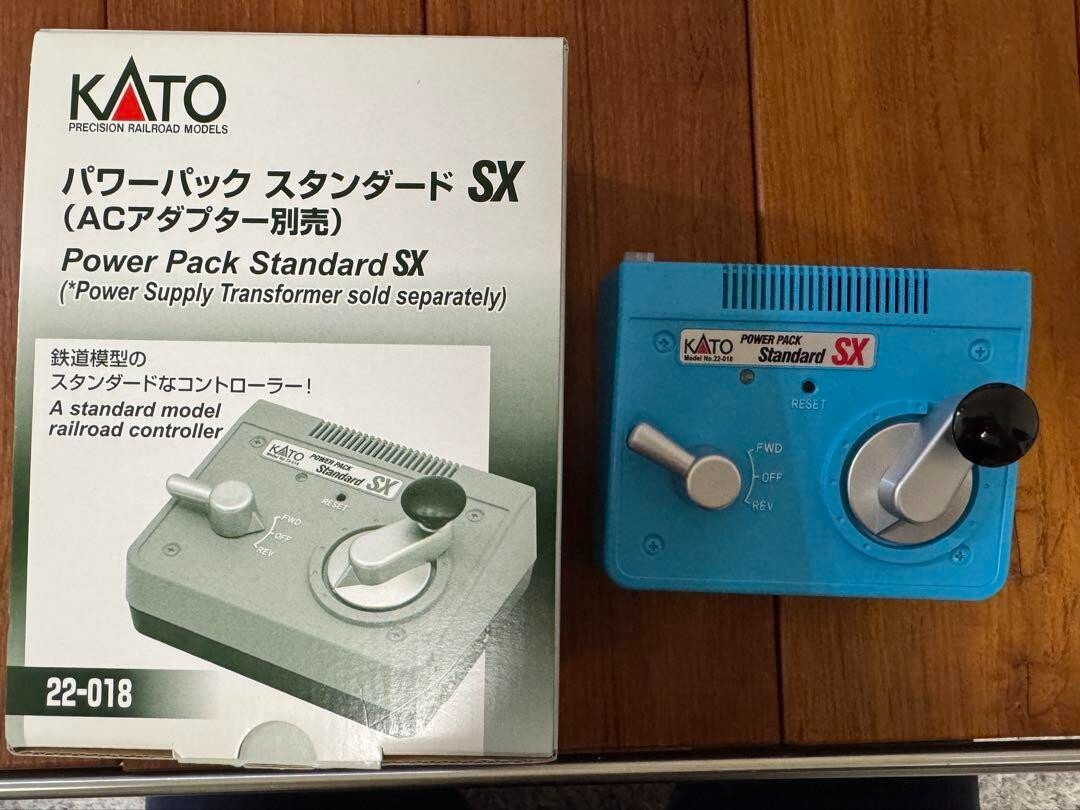 KATO
PRECISION RAILROAD MODELS
パワーパック スタンダード SX
(ACアダプター別売)
Power Pack Standard SX
(*Power Supply Transformer sold separately)
鉄道模型の
スタンダードなコントローラー!
A standard model
railroad controller
KATO
Model No.22-018
POWER PACK
Standard SX
RESET
FWD
OFF
REV
22-018
KATO
Model No.22-018
POWER PACK
Standard SX
RESET
FWD
OFF
REV